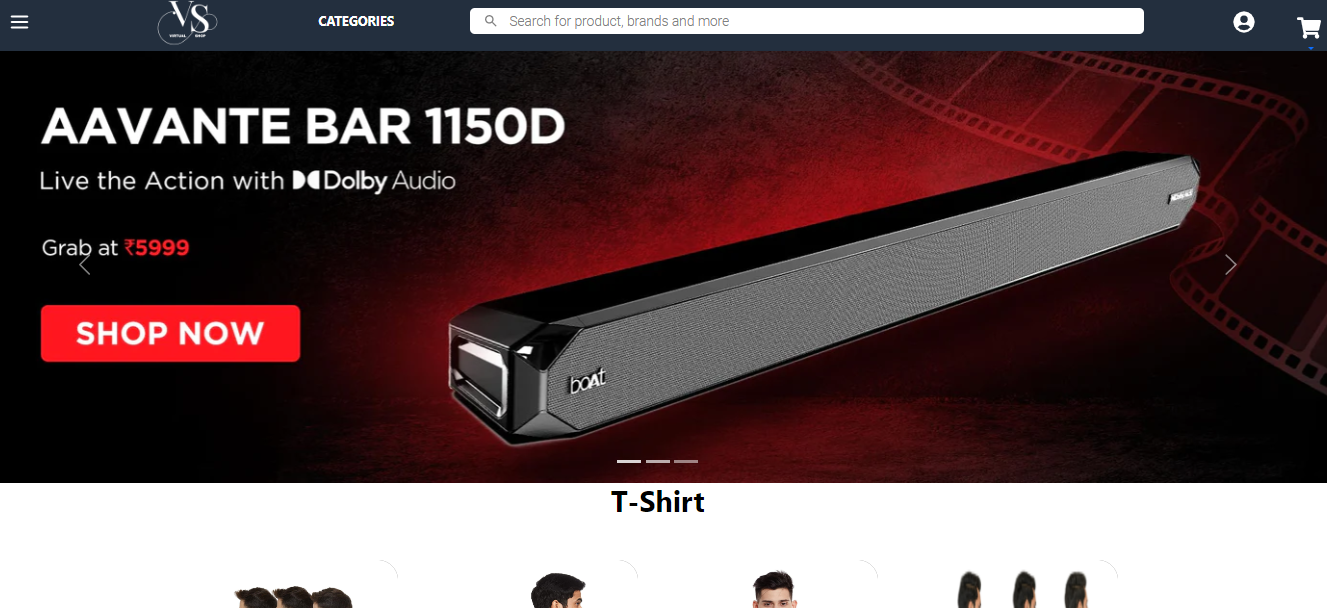 VS
VIRTUAL SHOP
CATEGORIES
Search for product, brands and more
AAVANTE BAR 1150D
Live the Action with Dolby Audio
Grab at ₹5999
SHOP NOW
boAt
T-Shirt